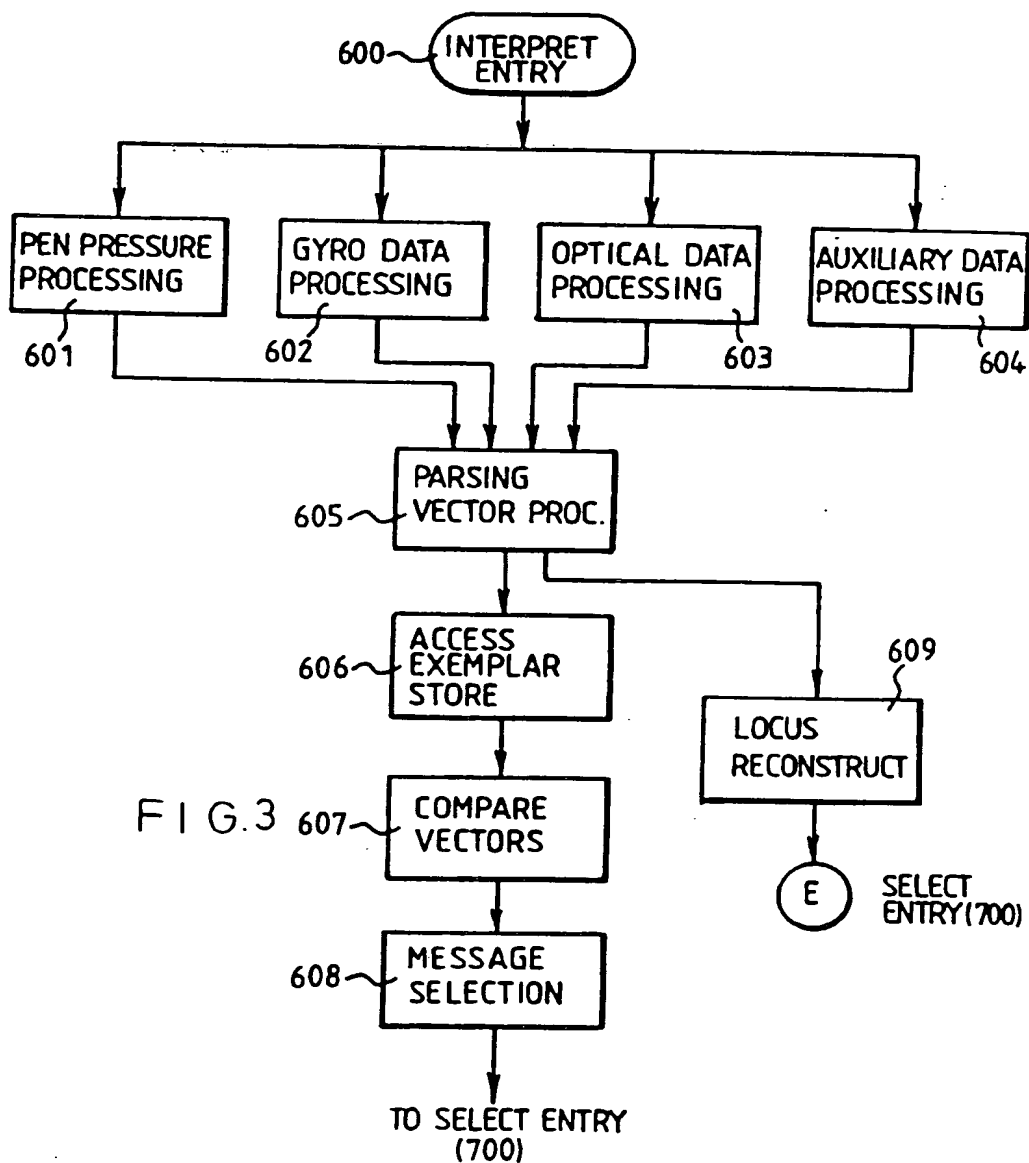 600
INTERPRET
ENTRY
PEN PRESSURE
PROCESSING
601
GYRO DATA
PROCESSING
602
OPTICAL DATA
PROCESSING
603
AUXILIARY DATA
PROCESSING
604
PARSING
VECTOR PROC.
605
ACCESS
EXEMPLAR
STORE
606
609
LOCUS
RECONSTRUCT
FIG.3
607
COMPARE
VECTORS
E
SELECT
ENTRY(700)
608
MESSAGE
SELECTION
TO SELECT ENTRY
(700)